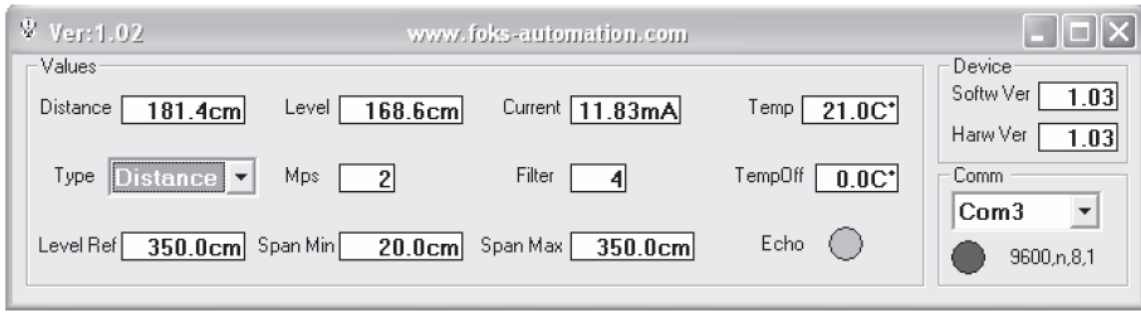 Ver:1.02 www.foks-automation.com
Values
Distance 181.4cm Level 168.6cm Current 11.83mA Temp 21.0C°
Type Distance Mps 2 Filter 4 TempOff 0.0C°
Level Ref 350.0cm Span Min 20.0cm Span Max 350.0cm Echo
Device
Softw Ver 1.03
Harw Ver 1.03
Comm
Com3
9600,n,8,1